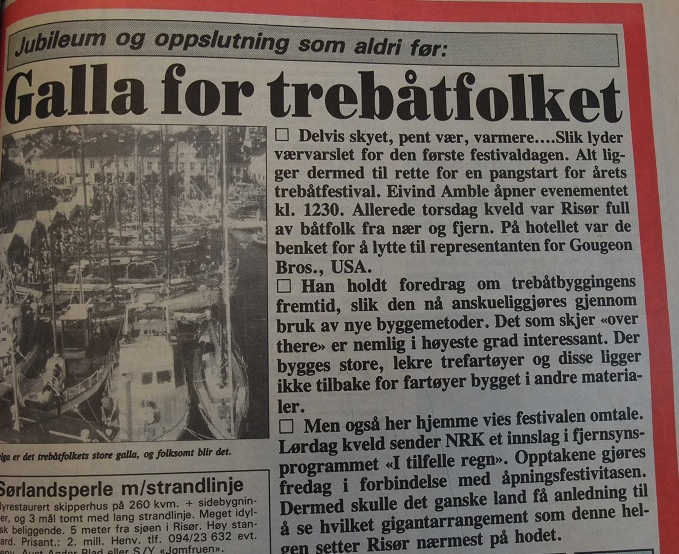 Jubileum og oppslutning som aldri før:
Galla for trebåtfolket
□ Delvis skyet, pent vær, varmere....Slik lyder
værvarslet for den første festivaldagen. Alt lig-
ger dermed til rette for en pangstart for årets
trebåtfestival. Eivind Amble åpner evenementet
kl. 1230. Allerede torsdag kveld var Risør full
av båtfolk fra nær og fjern. På hotellet var de
benket for å lytte til representanten for Gougeon
Bros., USA.
□ Han holdt foredrag om trebåtbyggingens
fremtid, slik den nå anskueliggjøres gjennom
bruk av nye byggemetoder. Det som skjer «over
there» er nemlig i høyeste grad interessant. Der
bygges store, lekre trefartøyer og disse ligger
ikke tilbake for fartøyer bygget i andre materia-
ler.
□ Men også her hjemme vies festivalen omtale.
Lørdag kveld sender NRK et innslag i fjernsyns-
programmet «I tilfelle regn». Opptakene gjøres
fredag i forbindelse med åpningsfestivitasen.
Dermed skulle det ganske land få anledning til
å se hvilket gigantarrangement som denne hel-
gen setter Risør nærmest på hodet.
er det trebåtfolkets store galla, og folksomt blir det.
Sørlandsperle m/strandlinje
skipperhus på 260 kvm. + sidebygnin-
er, og 3 mål tomt med lang strandlinje. Meget idyl-
sk beliggende. 5 meter fra sjøen i Risør. Høy stan-
ard. Prisant.: 2. mill. Henv. tlf. 094/23 632 evt.
Aust Agder Blad eller S/Y «Jomfruen».